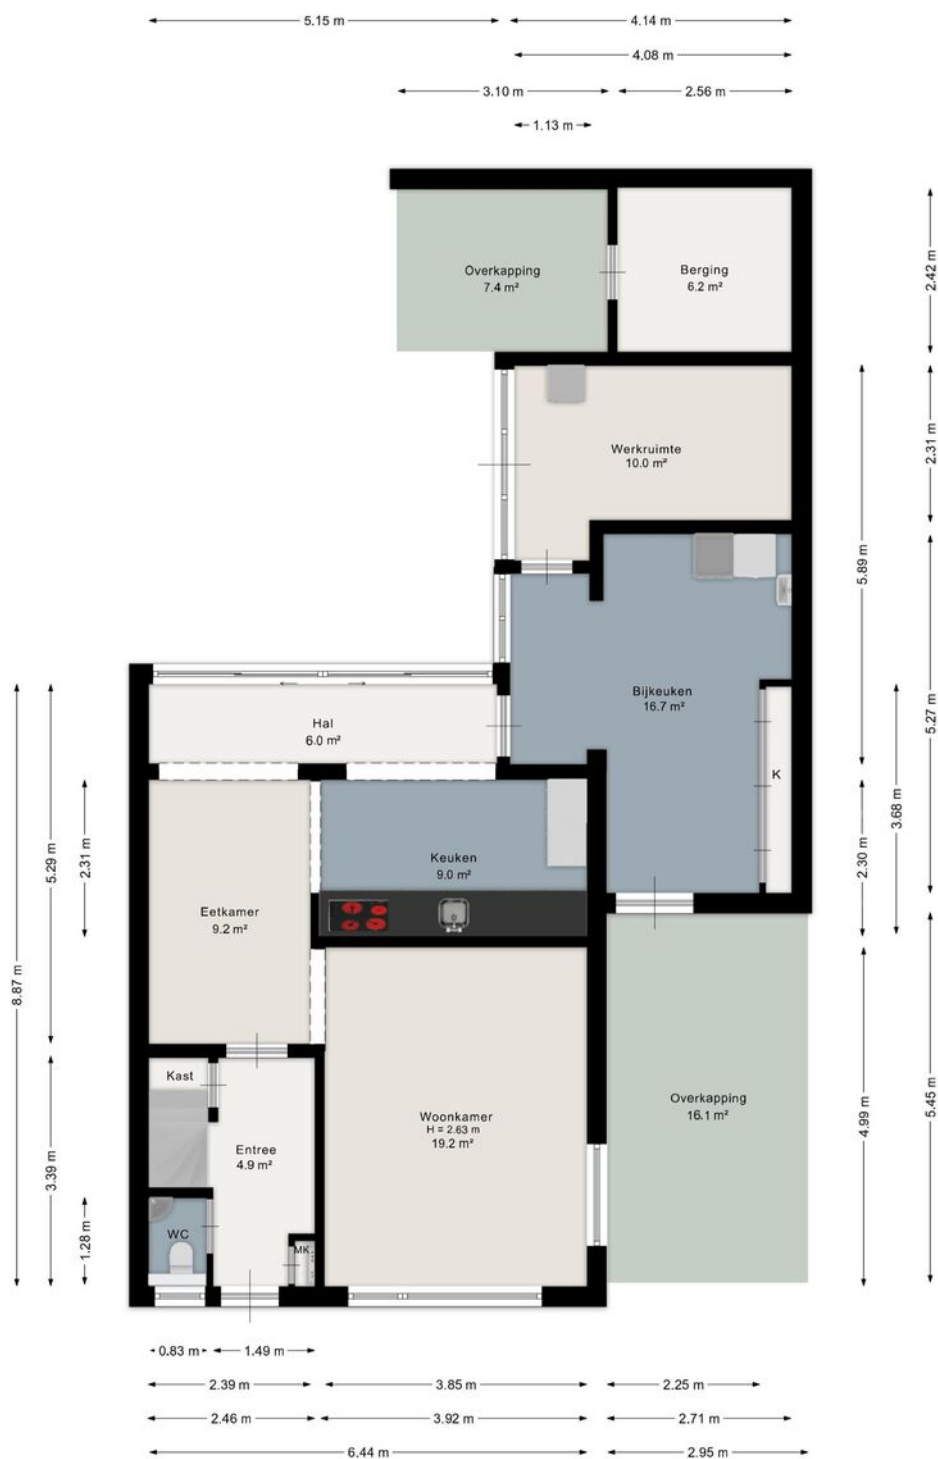 5.15 m
4.14 m
4.08 m
3.10 m
2.56 m
1.13 m
2.42 m
Overkapping
7.4 m²
Berging
6.2 m²
2.31 m
Werkruimte
10.0 m²
5.89 m
5.27 m
Bijkeuken
16.7 m²
Hal
6.0 m²
K
3.68 m
2.30 m
2.31 m
5.29 m
8.87 m
Keuken
9.0 m²
Eetkamer
9.2 m²
Kast
Woonkamer
H = 2.63 m
19.2 m²
Overkapping
16.1 m²
4.99 m
5.45 m
3.39 m
Entree
4.9 m²
1.28 m
WC
MK
0.83 m
1.49 m
2.39 m
3.85 m
2.25 m
2.46 m
3.92 m
2.71 m
6.44 m
2.95 m